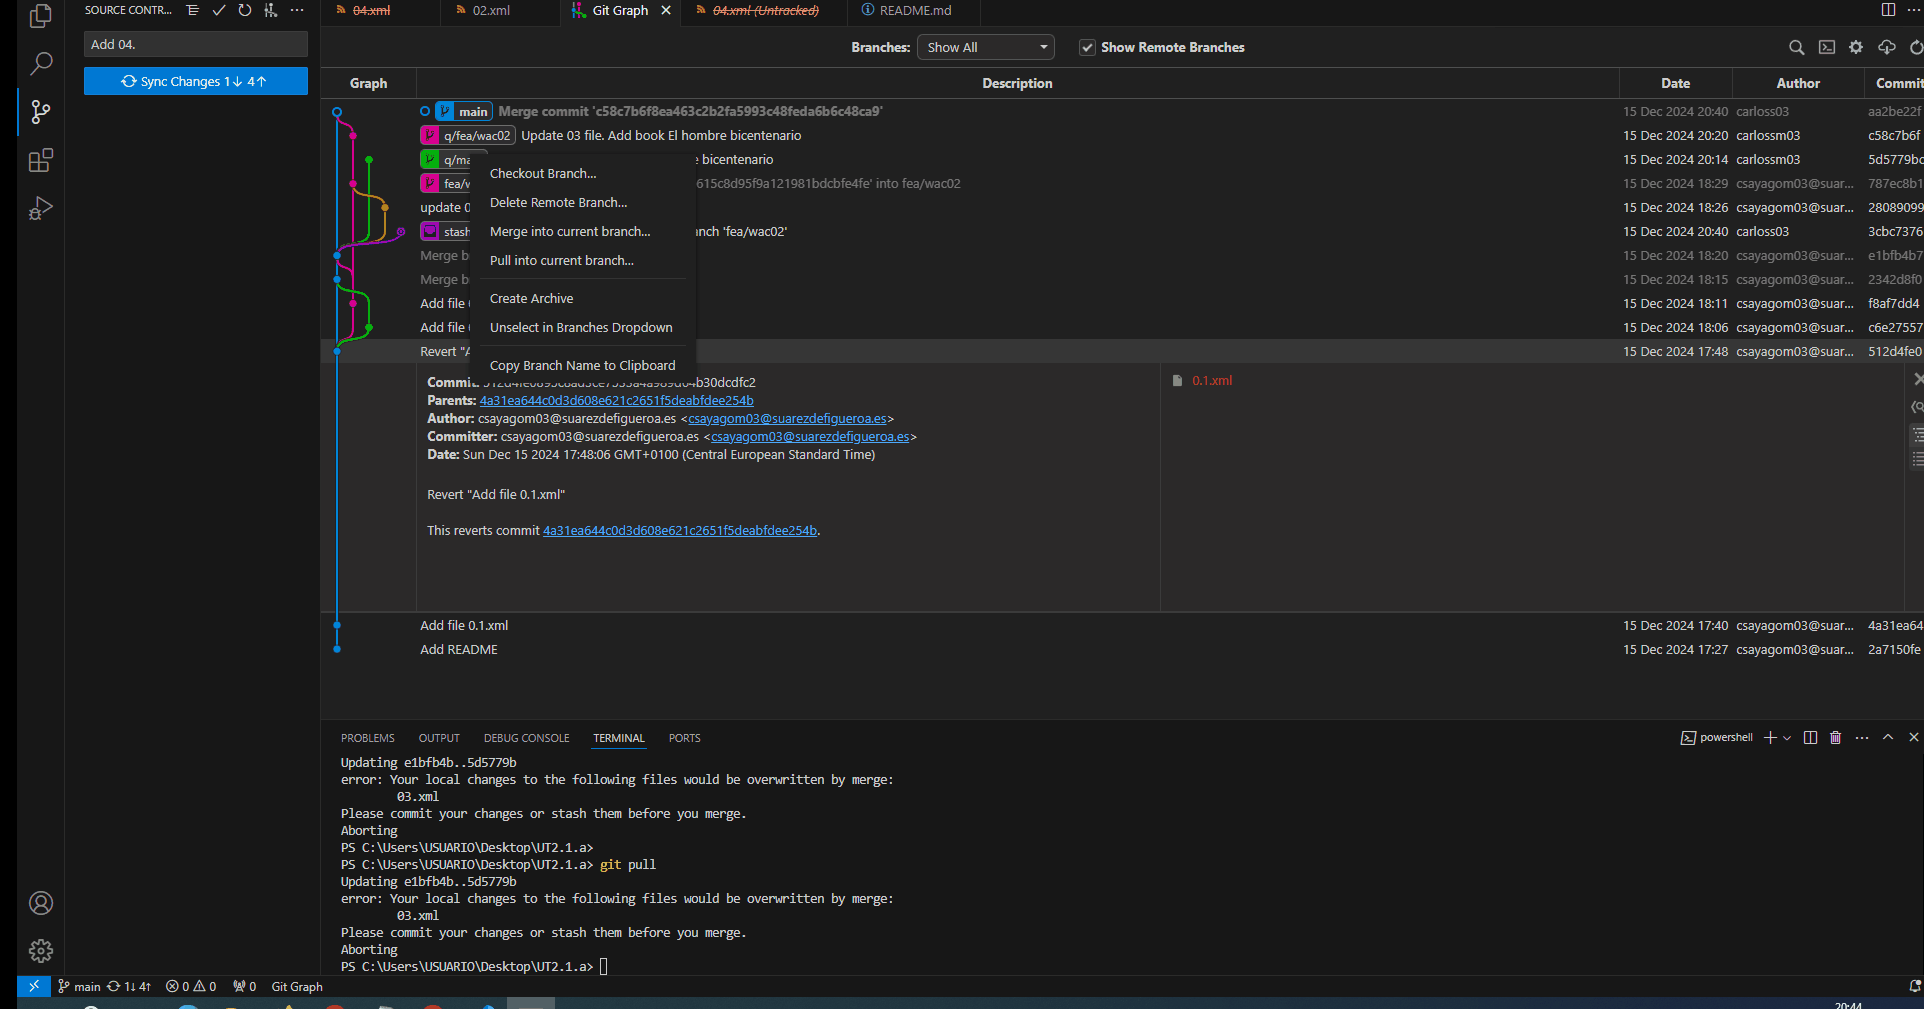 SOURCE CONTR...
04.xml
02.xml
Git Graph
04.xml (Untracked)
README.md
Add 04.
Sync Changes 1↓ 4↑
Branches:
Show All
Show Remote Branches
Graph
Description
Date
Author
Commit
main
Merge commit 'c58c7b6f8ea463c2b2fa5993c48feda6b6c48ca9'
15 Dec 2024 20:40
carloss03
aa2be22f
q/fea/wac02
Update 03 file. Add book El hombre bicentenario
15 Dec 2024 20:20
carlossm03
c58c7b6f
q/ma
bicentenario
15 Dec 2024 20:14
carlossm03
5d5779bc
fea/w
615c8d95f9a121981bdcbfe4fe' into fea/wac02
15 Dec 2024 18:29
csayagom03@suar...
787ec8b1
update 0
15 Dec 2024 18:26
csayagom03@suar...
28089099
stash
nch 'fea/wac02'
15 Dec 2024 20:40
carloss03
3cbc7376
Merge b
15 Dec 2024 18:20
csayagom03@suar...
e1bfb4b7
Merge b
15 Dec 2024 18:15
csayagom03@suar...
2342d8f0
Add file
15 Dec 2024 18:11
csayagom03@suar...
f8af7dd4
Add file
15 Dec 2024 18:06
csayagom03@suar...
c6e27557
Revert "A
15 Dec 2024 17:48
csayagom03@suar...
512d4fe0
Checkout Branch...
Delete Remote Branch...
Merge into current branch...
Pull into current branch...
Create Archive
Unselect in Branches Dropdown
Copy Branch Name to Clipboard
Commit: b30dcdfc2
Parents: 4a31ea644c0d3d608e621c2651f5deabfdee254b
Author: csayagom03@suarezdefigueroa.es <csayagom03@suarezdefigueroa.es>
Committer: csayagom03@suarezdefigueroa.es <csayagom03@suarezdefigueroa.es>
Date: Sun Dec 15 2024 17:48:06 GMT+0100 (Central European Standard Time)
Revert "Add file 0.1.xml"
This reverts commit 4a31ea644c0d3d608e621c2651f5deabfdee254b.
0.1.xml
Add file 0.1.xml
15 Dec 2024 17:40
csayagom03@suar...
4a31ea64
Add README
15 Dec 2024 17:27
csayagom03@suar...
2a7150fe
PROBLEMS
OUTPUT
DEBUG CONSOLE
TERMINAL
PORTS
powershell
Updating e1bfb4b..5d5779b
error: Your local changes to the following files would be overwritten by merge:
03.xml
Please commit your changes or stash them before you merge.
Aborting
PS C:\Users\USUARIO\Desktop\UT2.1.a>
PS C:\Users\USUARIO\Desktop\UT2.1.a> git pull
Updating e1bfb4b..5d5779b
error: Your local changes to the following files would be overwritten by merge:
03.xml
Please commit your changes or stash them before you merge.
Aborting
PS C:\Users\USUARIO\Desktop\UT2.1.a>
main
1↓ 4↑
0
0
0
Git Graph
20:44